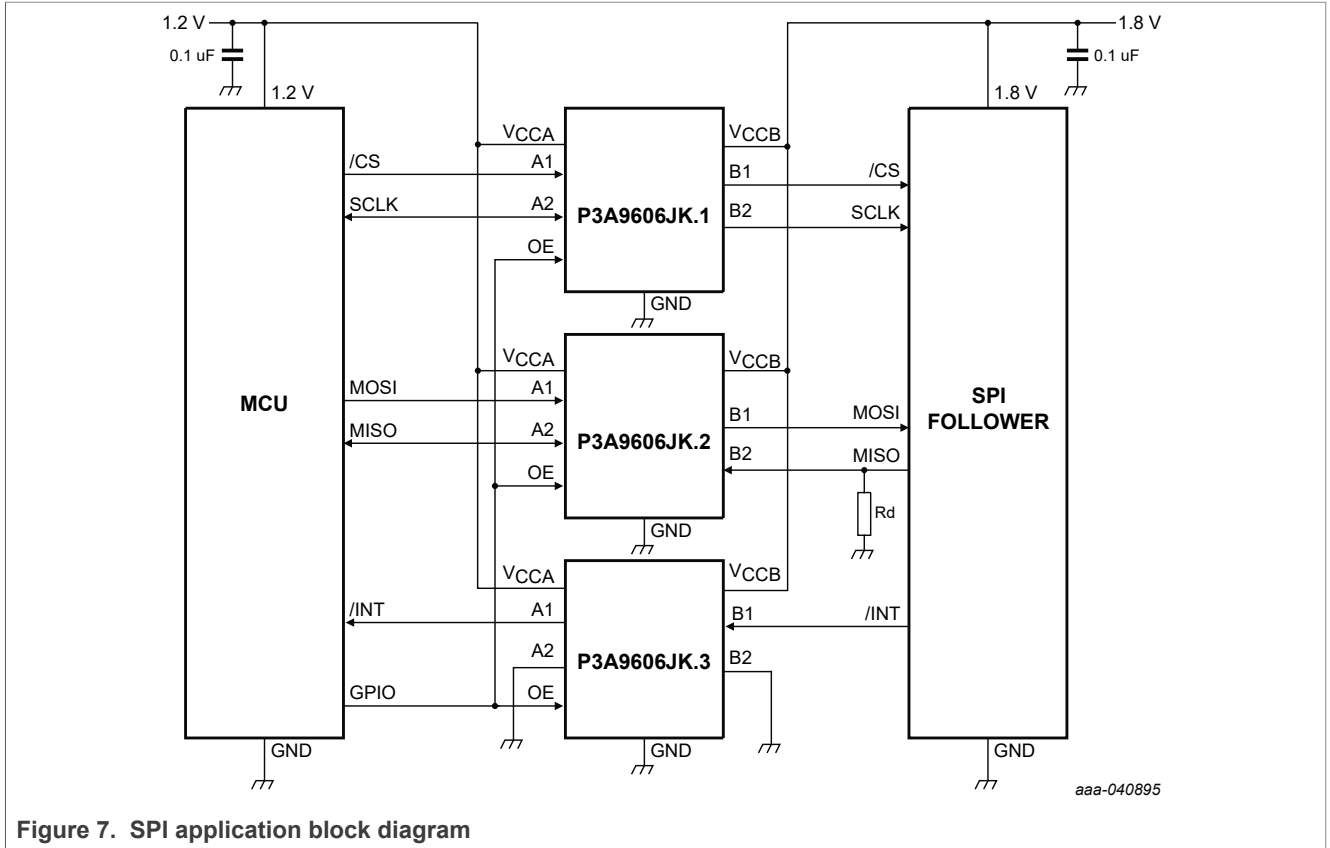 1.2 V
1.8 V
0.1 uF
0.1 uF
1.2 V
1.8 V
MCU
/CS
SCLK
MOSI
MISO
/INT
GPIO
GND
VCCA
VCCB
A1
B1
A2
B2
OE
P3A9606JK.1
GND
VCCA
VCCB
A1
B1
A2
B2
OE
P3A9606JK.2
GND
VCCA
VCCB
A1
B1
A2
B2
OE
P3A9606JK.3
GND
/CS
SCLK
MOSI
MISO
Rd
/INT
SPI
FOLLOWER
GND
aaa-040895
Figure 7. SPI application block diagram